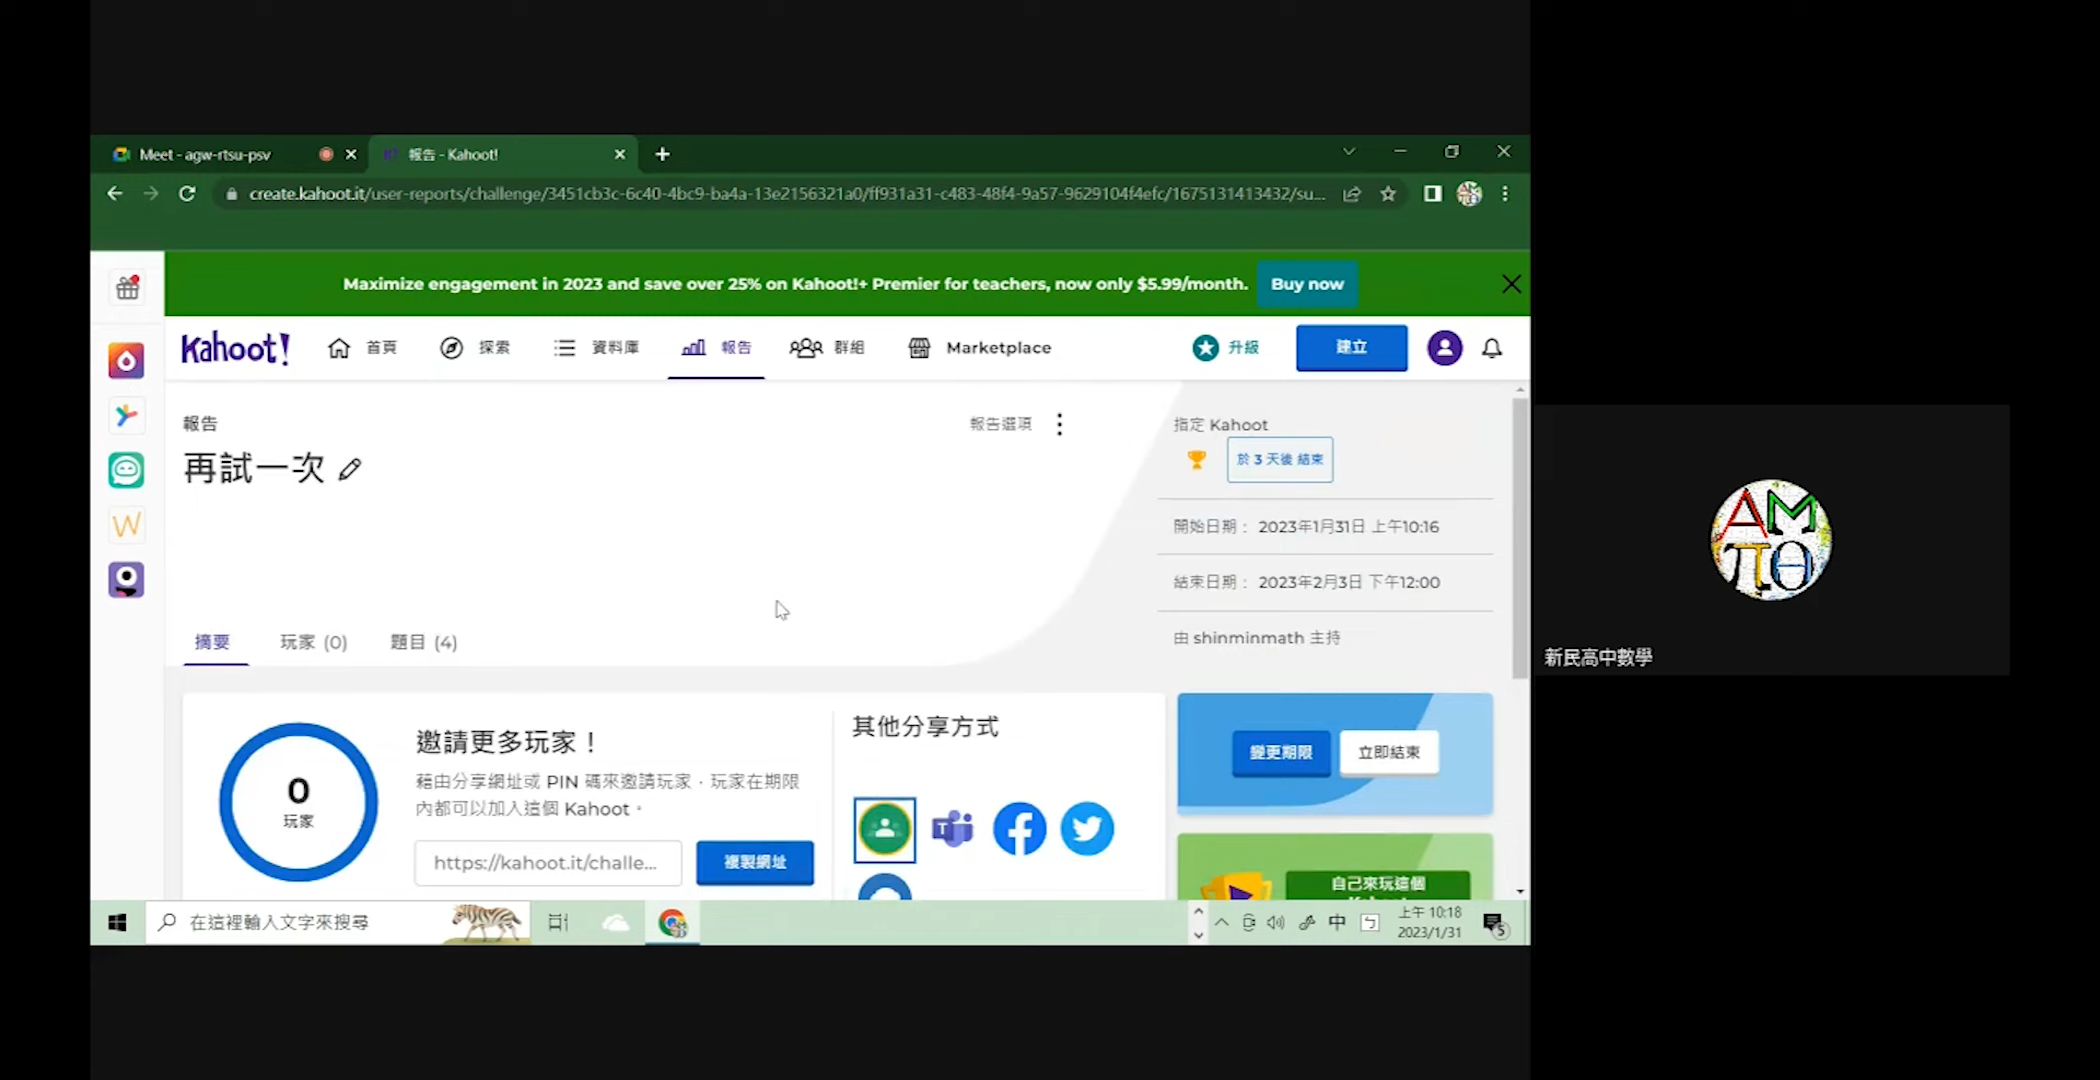 Meet - agw-rtsu-psv
報告 - Kahoot!
create.kahoot.it/user-reports/challenge/3451cb3c-6c40-4bc9-ba4a-13e2156321a0/ff931a31-c483-48f4-9a57-9629104f4efc/1675131413432/su...
Maximize engagement in 2023 and save over 25% on Kahoot!+ Premier for teachers, now only $5.99/month.
Buy now
Kahoot!
首頁
探索
資料庫
報告
群組
Marketplace
升級
建立
報告
報告選項
再試一次
指定 Kahoot
於 3 天後 結束
開始日期： 2023年1月31日 上午10:16
結束日期： 2023年2月3日 下午12:00
由 shinminmath 主持
摘要
玩家 (0)
題目 (4)
0
玩家
邀請更多玩家！
藉由分享網址或 PIN 碼來邀請玩家，玩家在期限
內都可以加入這個 Kahoot。
https://kahoot.it/challe...
複製網址
其他分享方式
變更期限
立即結束
自己來玩這個
W
T
AM
πθ
新民高中數學
在這裡輸入文字來搜尋
中
ㄅ
上午 10:18
2023/1/31
5